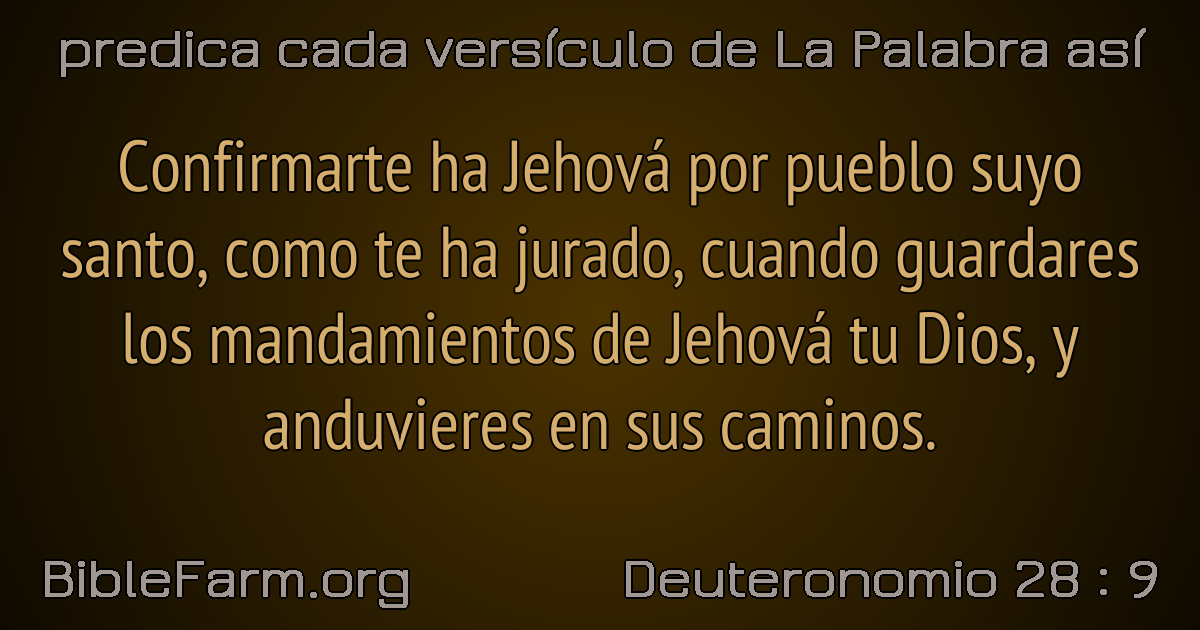 predica cada versículo de La Palabra así
Confirmarte ha Jehová por pueblo suyo
santo, como te ha jurado, cuando guardares
los mandamientos de Jehová tu Dios, y
anduvieres en sus caminos.
BibleFarm.org
Deuteronomio 28 : 9